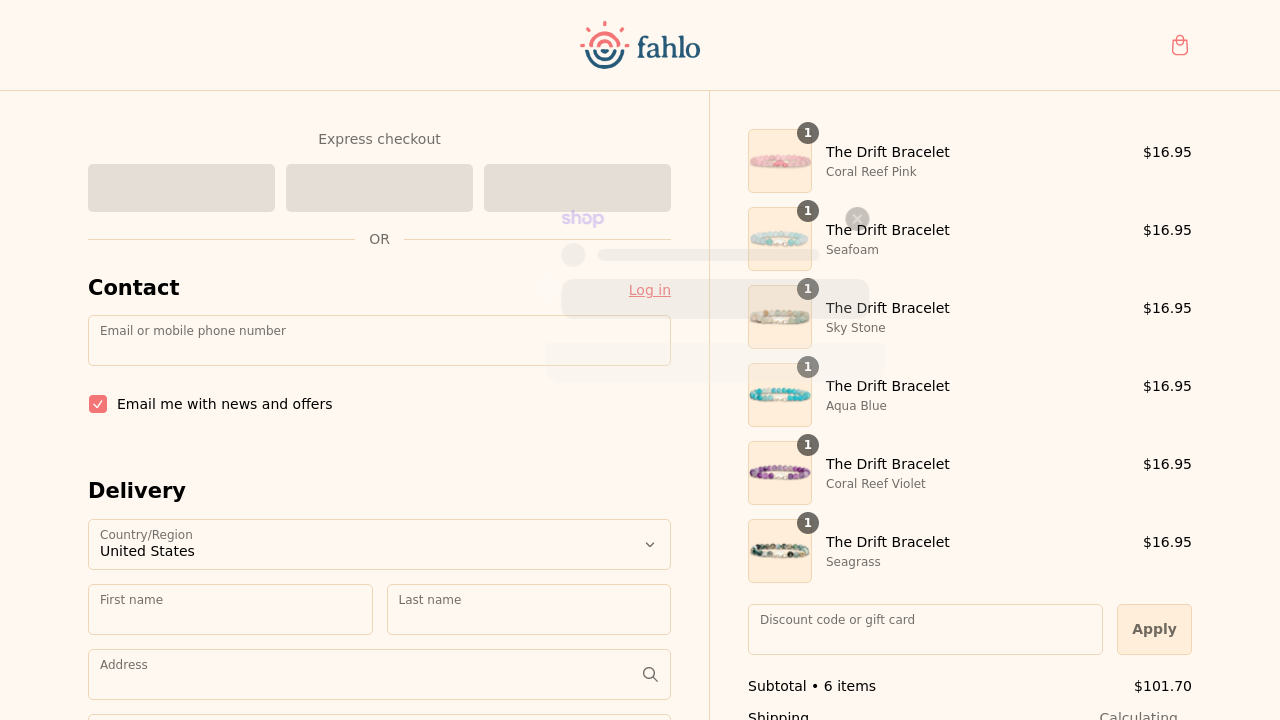 fahlo
Express checkout
shop
OR
Contact
Log in
Email or mobile phone number
Email me with news and offers
Delivery
Country/Region
United States
First name
Last name
Address
1
The Drift Bracelet
$16.95
Coral Reef Pink
1
The Drift Bracelet
$16.95
Seafoam
1
The Drift Bracelet
$16.95
Sky Stone
1
The Drift Bracelet
$16.95
Aqua Blue
1
The Drift Bracelet
$16.95
Coral Reef Violet
1
The Drift Bracelet
$16.95
Seagrass
Discount code or gift card
Apply
Subtotal • 6 items
$101.70
Shipping
Calculating...